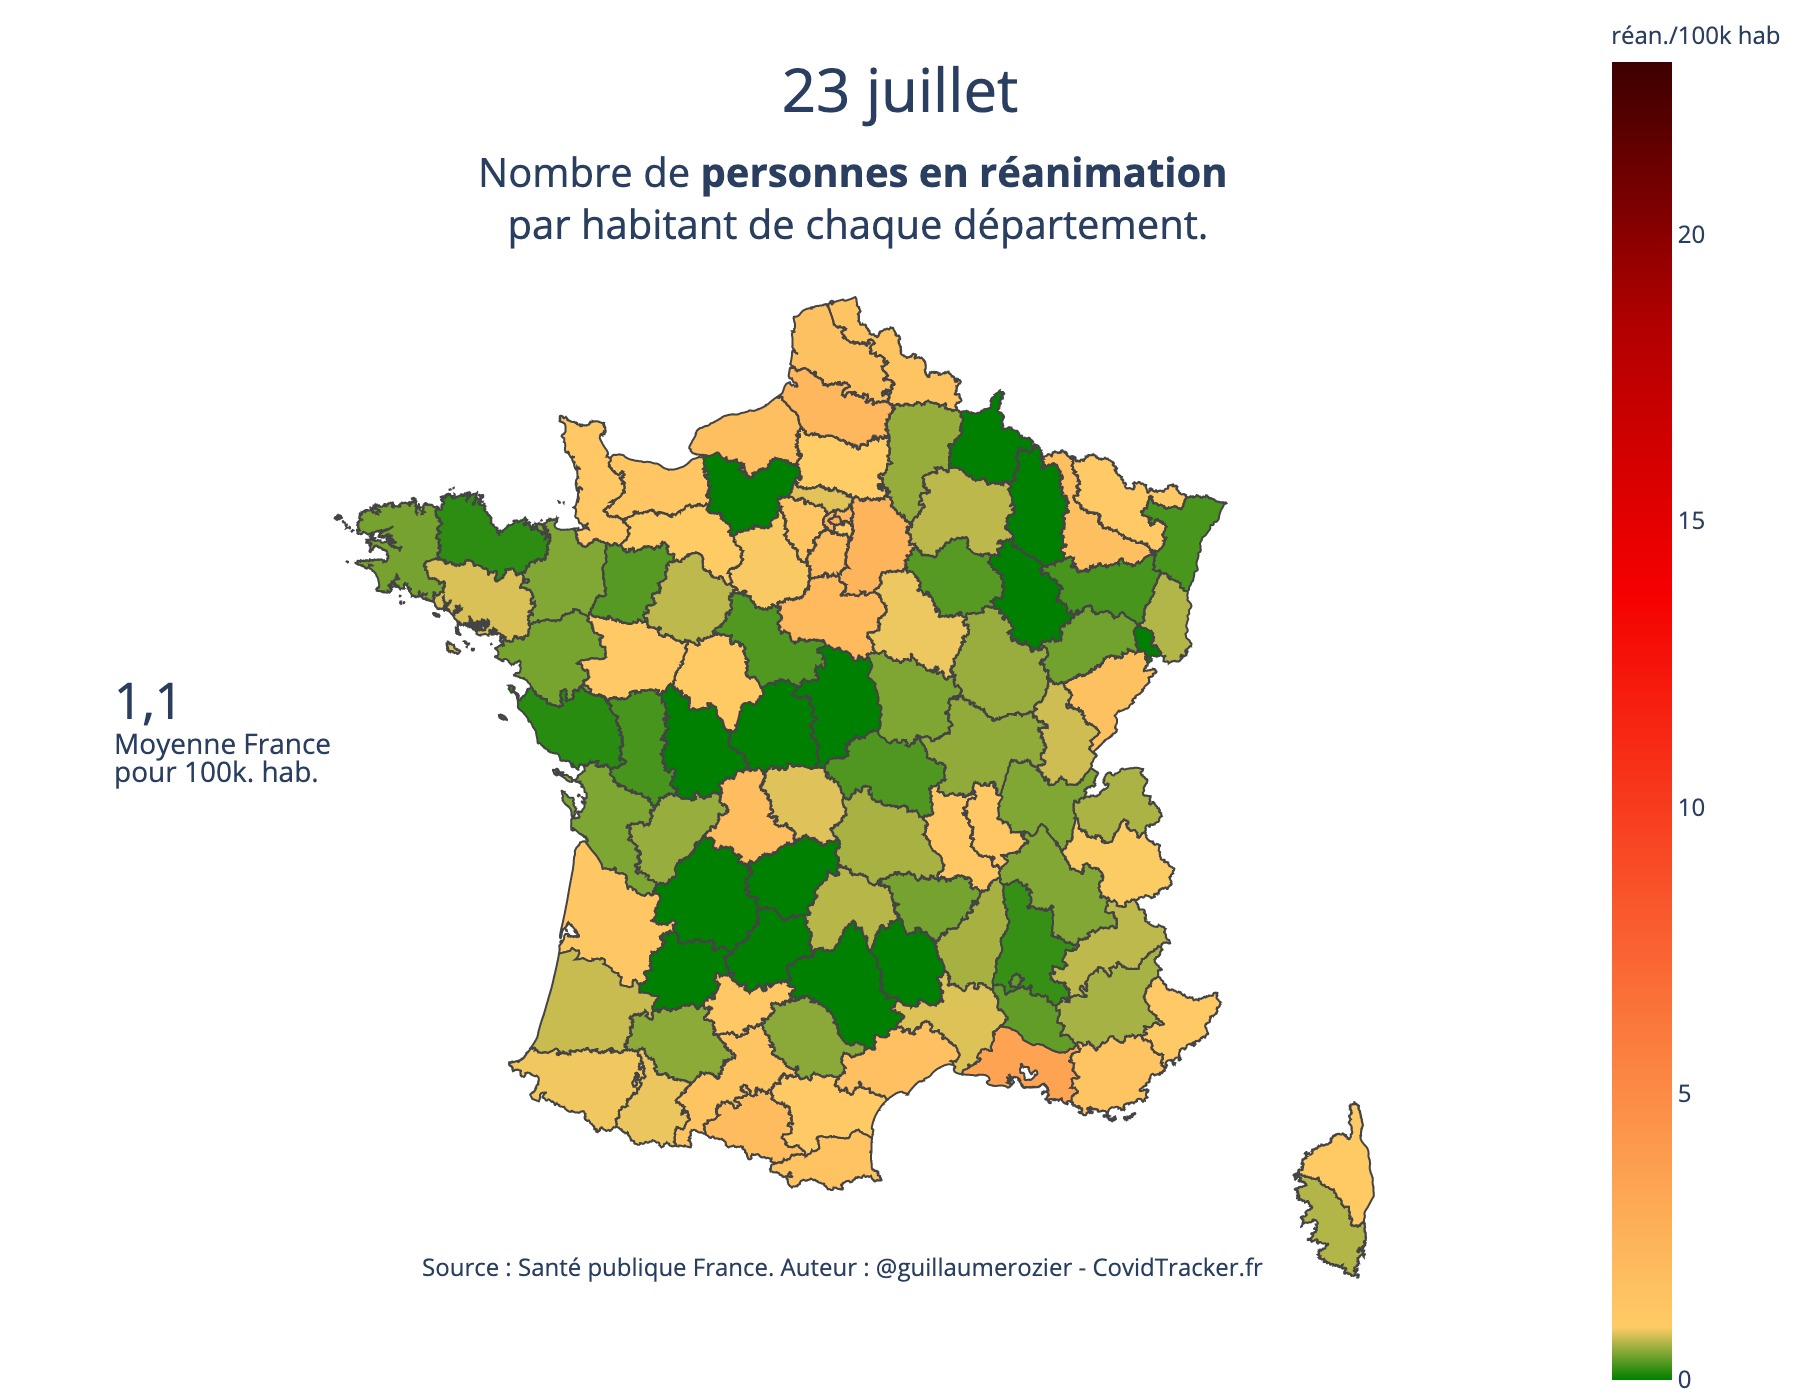 réan./100k hab
23 juillet
Nombre de personnes en réanimation
par habitant de chaque département.
20
15
1,1
Moyenne France
pour 100k. hab.
10
5
Source : Santé publique France. Auteur : @guillaumerozier - CovidTracker.fr
0